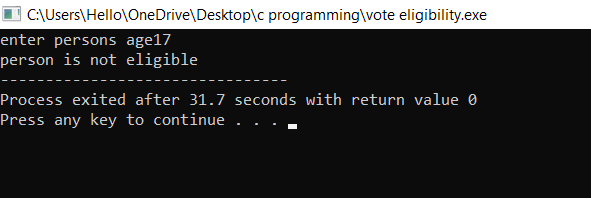 C:\Users\Hello\OneDrive\Desktop\c programming\vote eligibility.exe
enter persons age17
person is not eligible
--------------------------------
Process exited after 31.7 seconds with return value 0
Press any key to continue . . .